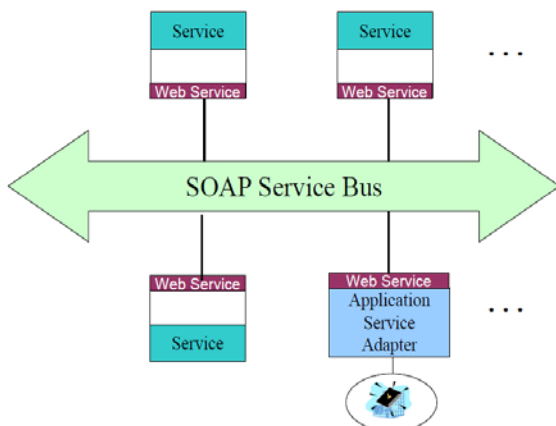 Service
Service
Web Service
Web Service
...
SOAP Service Bus
Web Service
Service
Web Service
Application
Service
Adapter
...